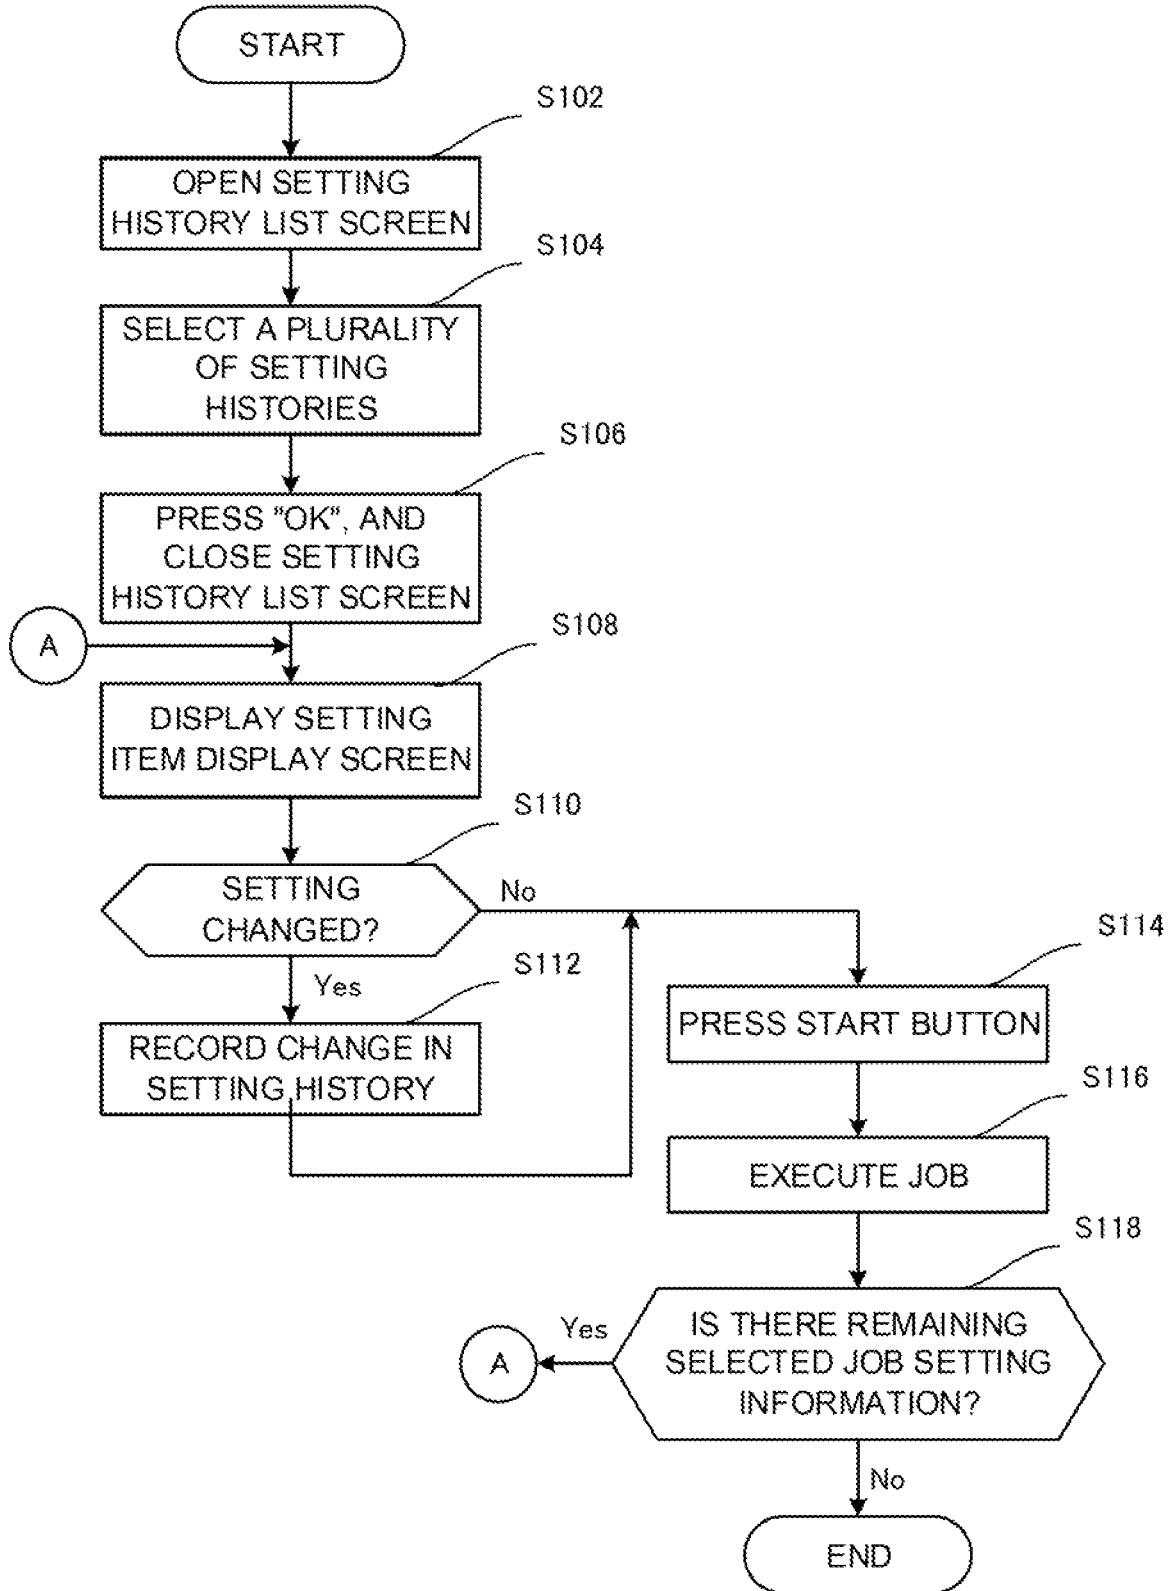 START
S102
OPEN SETTING
HISTORY LIST SCREEN
S104
SELECT A PLURALITY
OF SETTING
HISTORIES
S106
PRESS "OK", AND
CLOSE SETTING
HISTORY LIST SCREEN
A
S108
DISPLAY SETTING
ITEM DISPLAY SCREEN
S110
SETTING
CHANGED?
No
Yes
S112
RECORD CHANGE IN
SETTING HISTORY
S114
PRESS START BUTTON
S116
EXECUTE JOB
S118
IS THERE REMAINING
SELECTED JOB SETTING
INFORMATION?
Yes
A
No
END